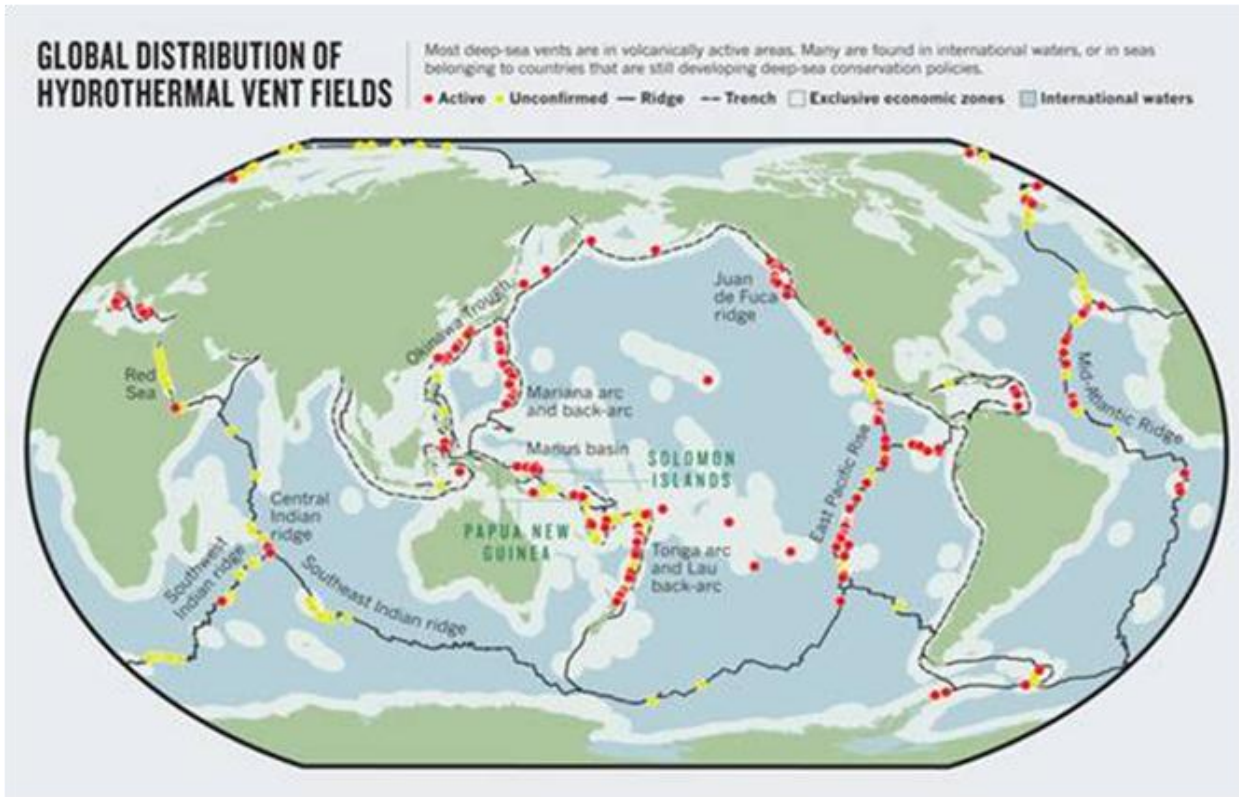 GLOBAL DISTRIBUTION OF
HYDROTHERMAL VENT FIELDS
Most deep-sea vents are in volcanically active areas. Many are found in international waters, or in seas
belonging to countries that are still developing deep-sea conservation policies.
Active Unconfirmed Ridge Trench Exclusive economic zones International waters
Juan
de Fuca
ridge
Okinawa Trough
Red
Sea
Mid-Atlantic Ridge
Mariana arc
and back-arc
Manus basin
SOLOMON
ISLANDS
East Pacific Rise
Central
Indian
ridge
PAPUA NEW
GUINEA
Southwest
Indian ridge
Southeast Indian ridge
Tonga arc
and Lau
back-arc